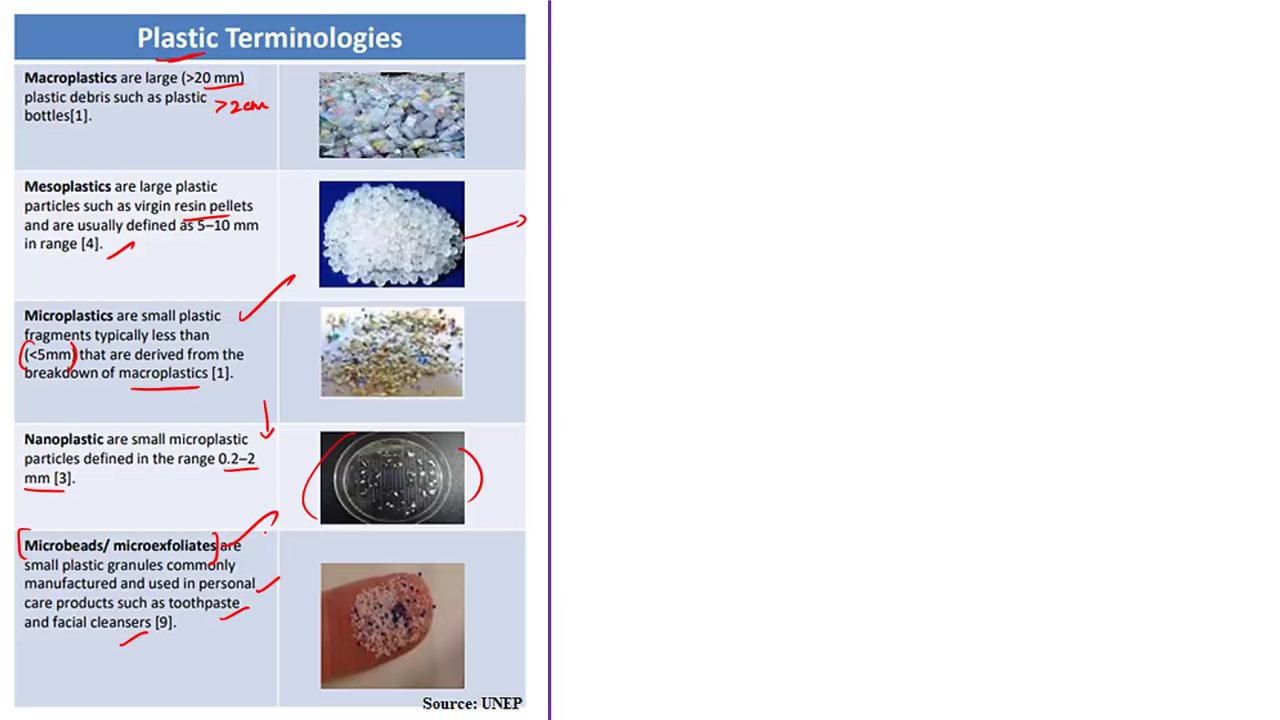 Plastic Terminologies
Macroplastics are large (>20 mm)
plastic debris such as plastic
>2cm
bottles[1].
Mesoplastics are large plastic
particles such as virgin resin pellets
and are usually defined as 5–10 mm
in range [4].
Microplastics are small plastic
fragments typically less than
(<5mm) that are derived from the
breakdown of macroplastics [1].
Nanoplastic are small microplastic
particles defined in the range 0.2–2
mm [3].
Microbeads/ microexfoliates are
small plastic granules commonly
manufactured and used in personal
care products such as toothpaste
and facial cleansers [9].
Source: UNEP